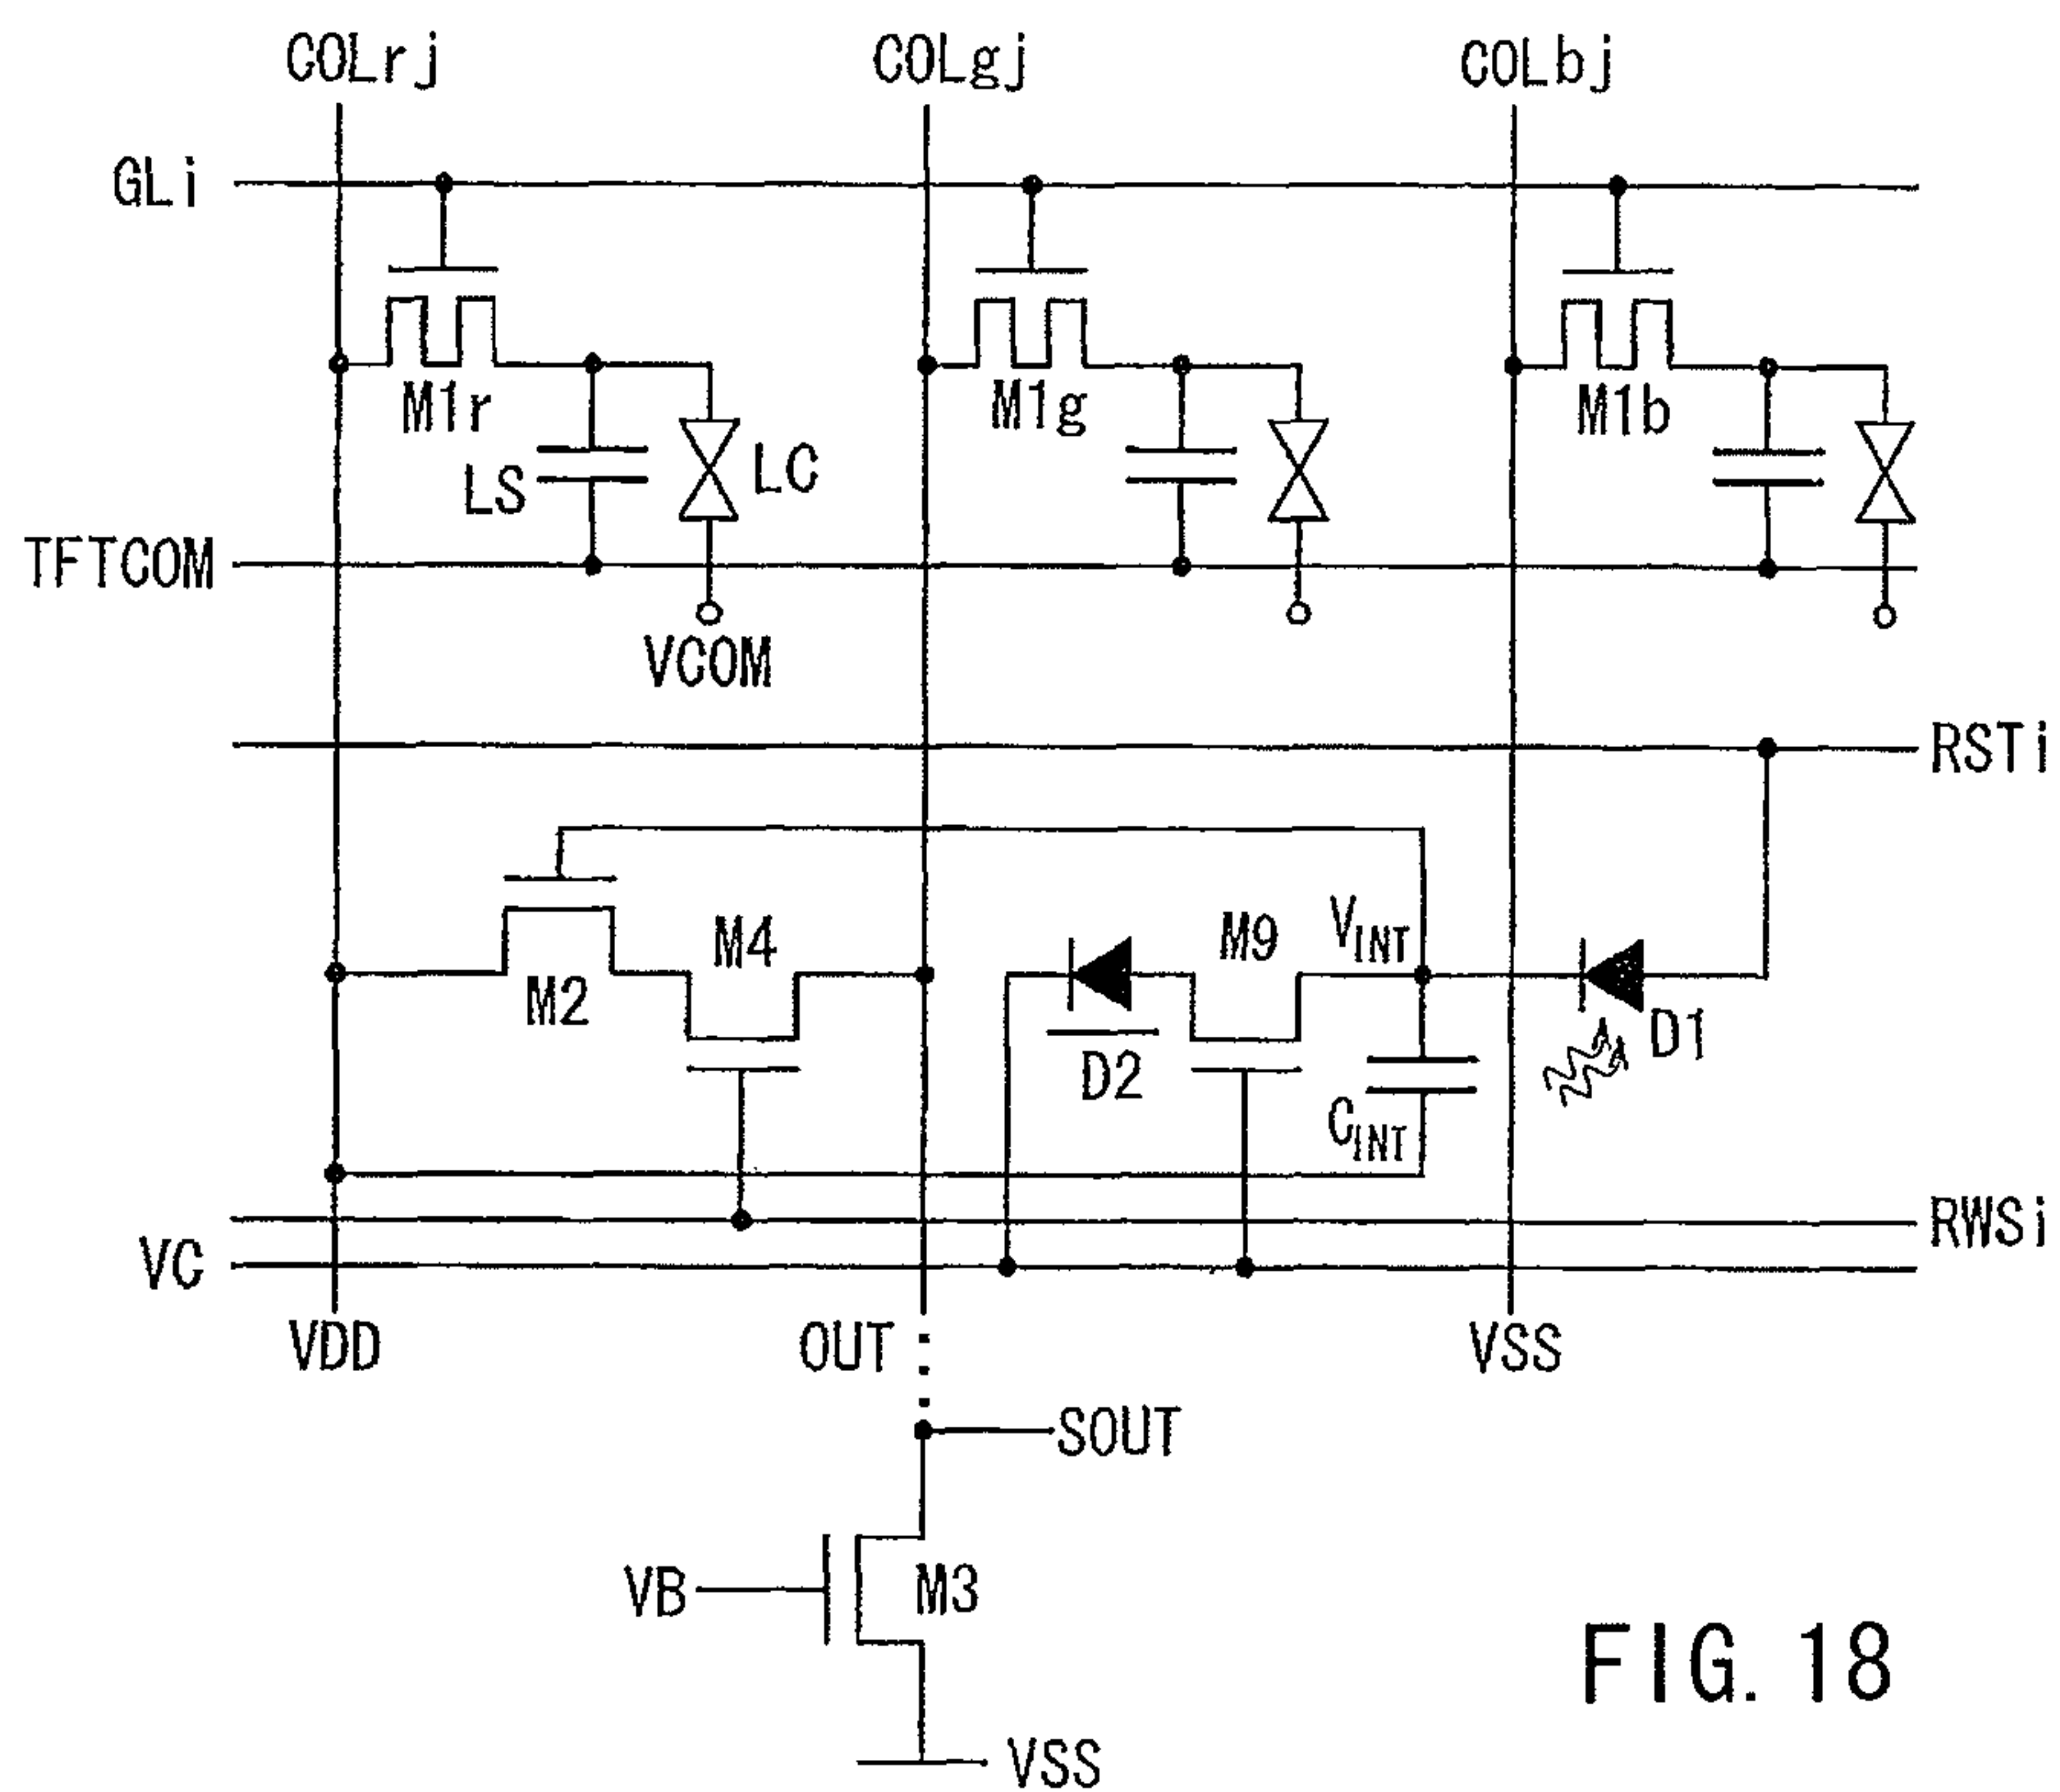 COLrj
COLgj
COLbj
GLi
M1r
M1g
M1b
LS
LC
TFTCOM
VCOM
RSTi
M2
M4
D2
M9
VINT
CINT
D1
RWSi
VC
VDD
OUT
VSS
SOUT
VB
M3
VSS
FIG. 18